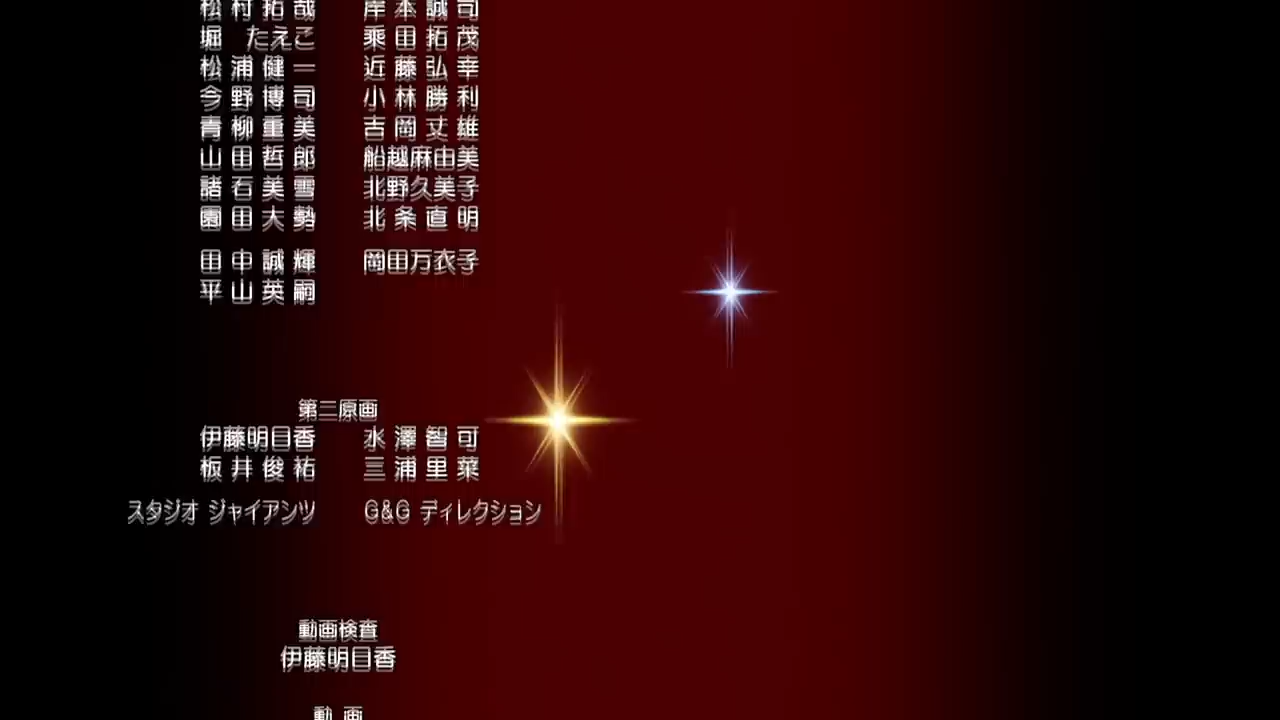 松村拓哉　岸本誠司
堀　たえこ　乗田拓茂
松浦健一　近藤弘幸
今野博司　小林勝利
青柳重美　吉岡丈雄
山田哲郎　船越麻由美
諸石美雪　北野久美子
園田大勢　北条直明
田中誠輝　岡田万衣子
平山英嗣
第二原画
伊藤明日香　水澤智可
板井俊祐　三浦里菜
スタジオ ジャイアンツ　G&G ディレクション
動画検査
伊藤明日香
動 画